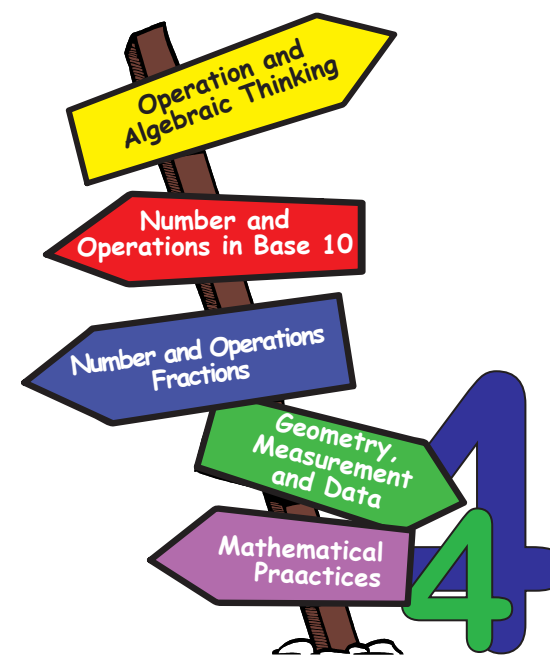 Operation and
Algebraic Thinking
Number and
Operations in Base 10
Number and Operations
Fractions
Geometry,
Measurement
and Data
Mathematical
Praactices
4
4